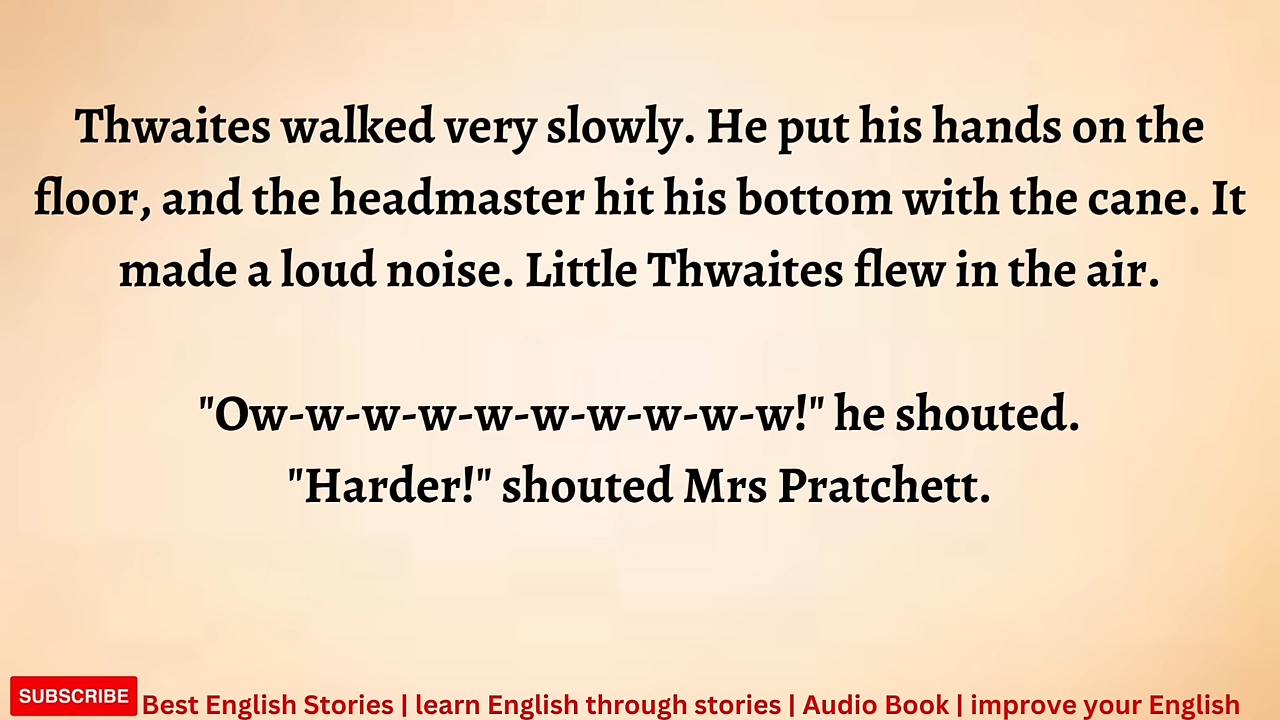 Thwaites walked very slowly. He put his hands on the
floor, and the headmaster hit his bottom with the cane. It
made a loud noise. Little Thwaites flew in the air.
"Ow-w-w-w-w-w-w-w-w-w!" he shouted.
"Harder!" shouted Mrs Pratchett.
SUBSCRIBE
Best English Stories | learn English through stories | Audio Book | improve your English